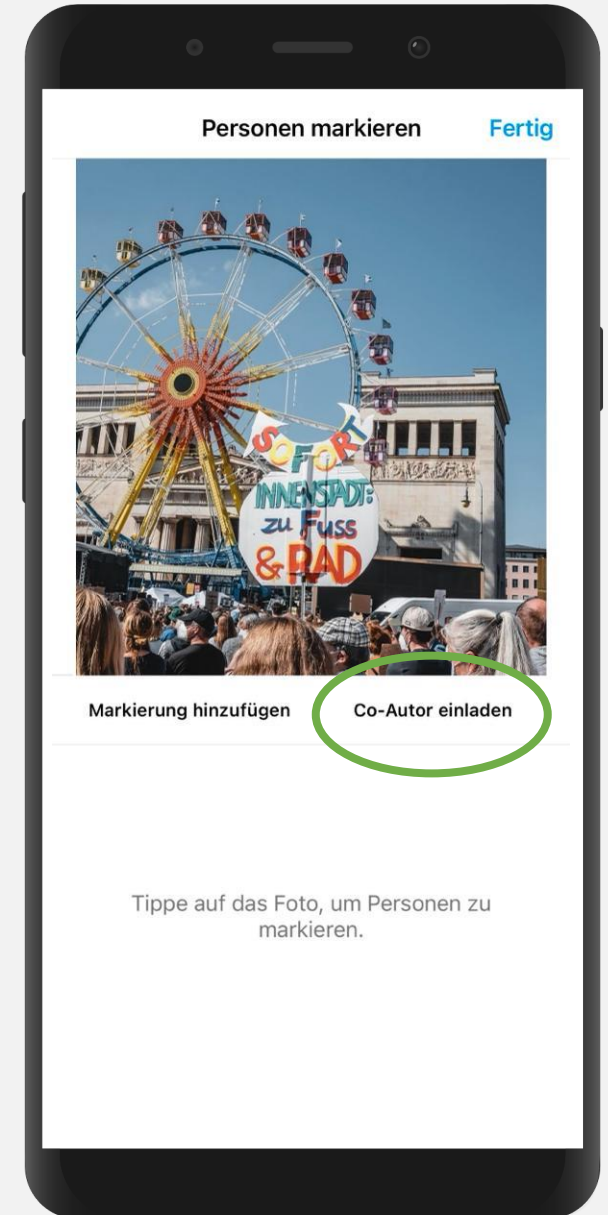 Personen markieren
Fertig
SOFORT
INNENSTADT:
ZU FUSS
& RAD
Markierung hinzufügen
Co-Autor einladen
Tippe auf das Foto, um Personen zu
markieren.